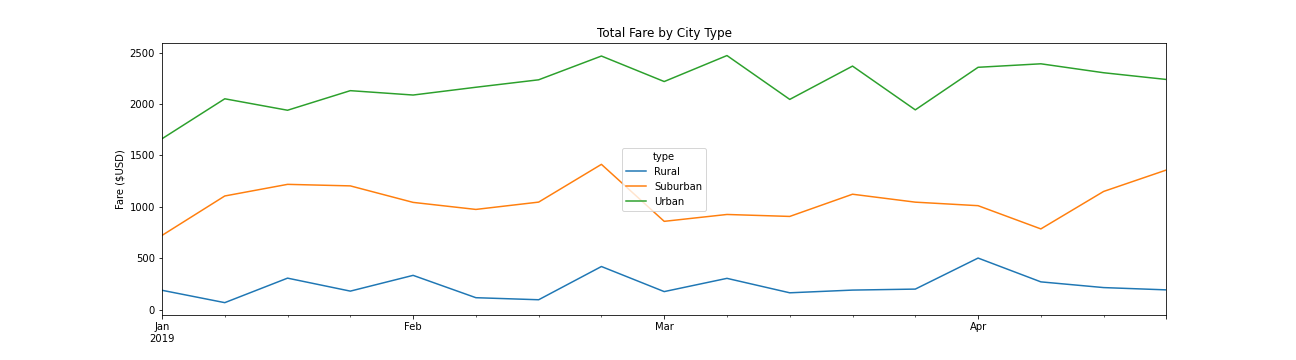 Total Fare by City Type
Fare ($USD)
2500
2000
1500
1000
500
0
type
Rural
Suburban
Urban
Jan
2019
Feb
Mar
Apr